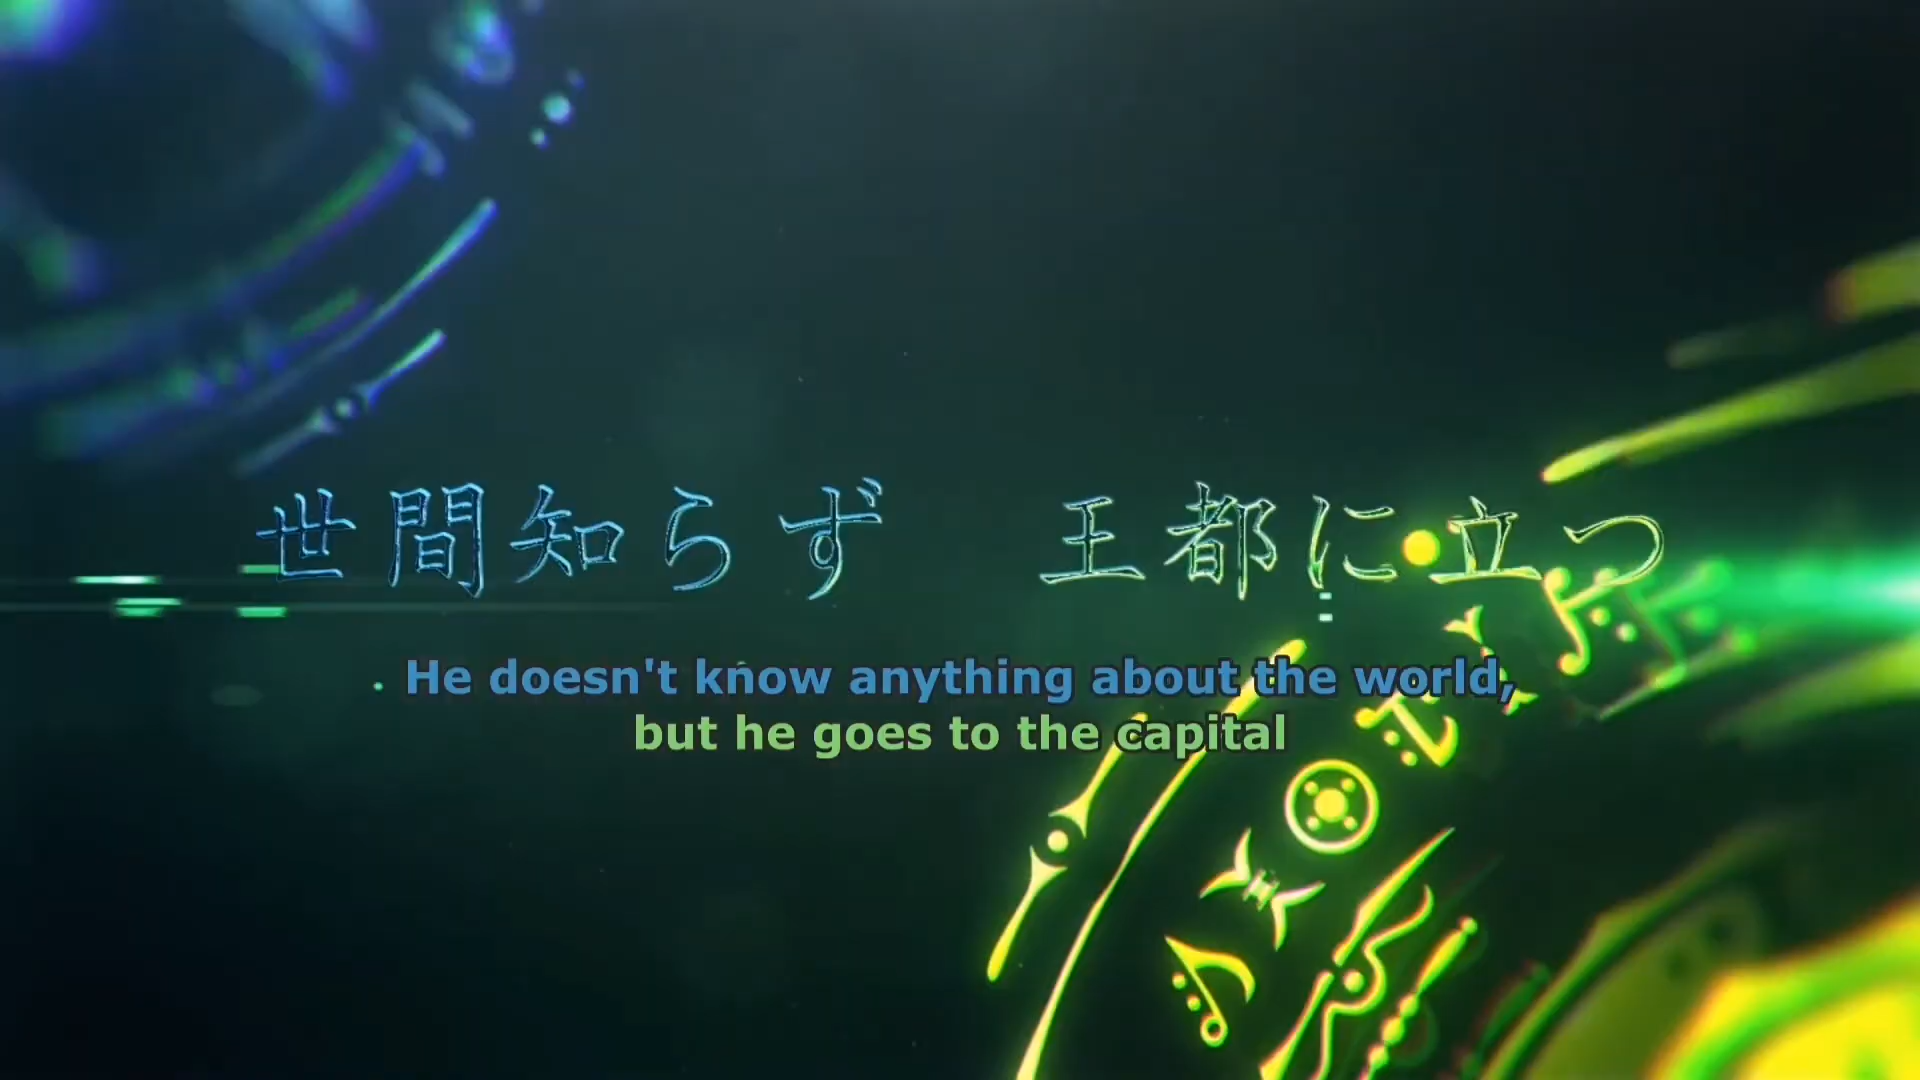 世間知らず　王都に立つ
He doesn't know anything about the world,
but he goes to the capital